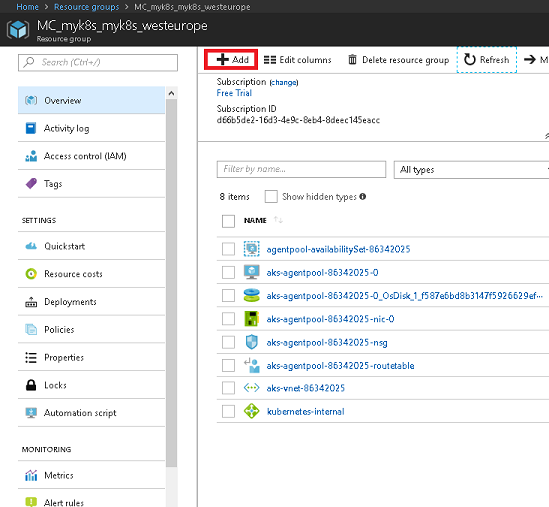 Home > Resource groups > MC_myk8s_myk8s_westeurope
MC_myk8s_myk8s_westeurope
Resource group
Search (Ctrl+/)
Overview
Activity log
Access control (IAM)
Tags
SETTINGS
Quickstart
Resource costs
Deployments
Policies
Properties
Locks
Automation script
MONITORING
Metrics
Alert rules
Add Edit columns Delete resource group Refresh M
Subscription (change)
Free Trial
Subscription ID
d66b5de2-16d3-4e9c-8eb4-8deec145eacc
Filter by name... All types
8 items Show hidden types
NAME
agentpool-availabilitySet-86342025
aks-agentpool-86342025-0
aks-agentpool-86342025-0_OsDisk_1_f587e6bd8b3147f5926629ef...
aks-agentpool-86342025-nic-0
aks-agentpool-86342025-nsg
aks-agentpool-86342025-routetable
aks-vnet-86342025
kubernetes-internal